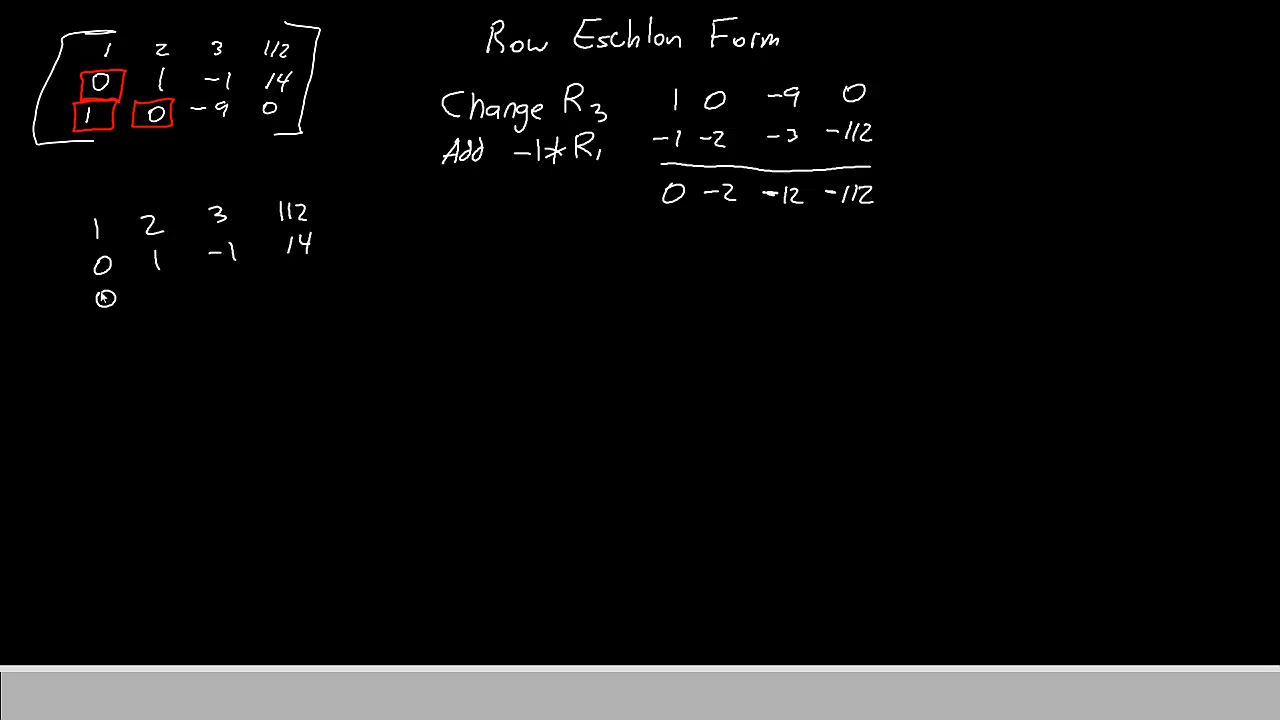 Row Eschlon Form
1 2 3 112
0 1 -1 14
1 0 -9 0
Change R3 1 0 -9 0
Add -1*R1 -1 -2 -3 -112
0 -2 -12 -112
1 2 3 112
0 1 -1 14
0